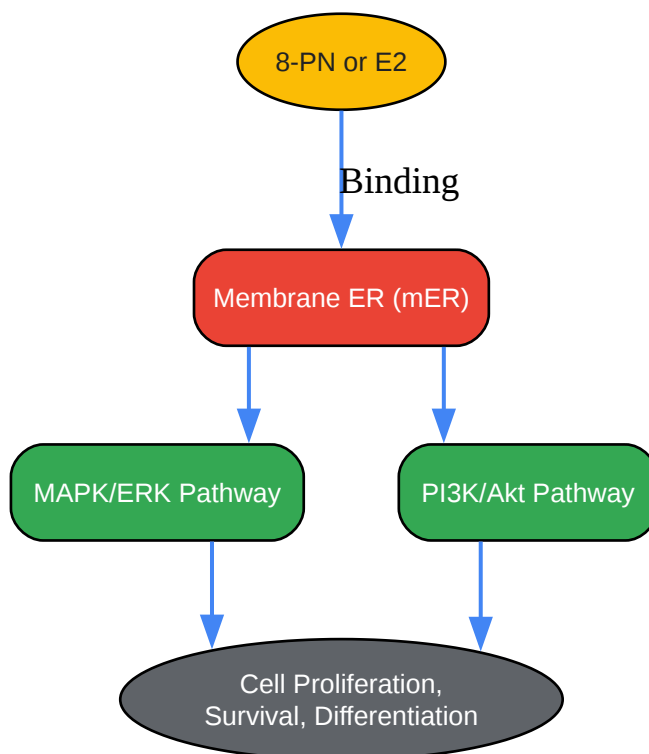 8-PN or E2
Binding
Membrane ER (mER)
MAPK/ERK Pathway
PI3K/Akt Pathway
Cell Proliferation,
Survival, Differentiation